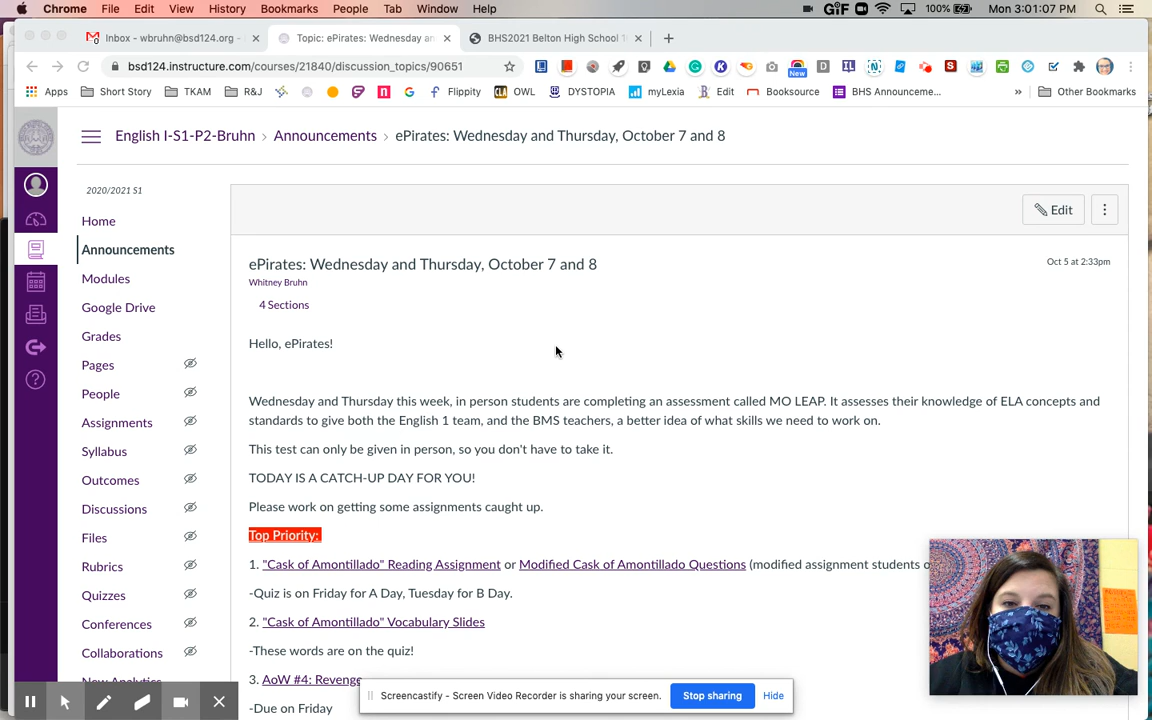 Chrome File Edit View History Bookmarks People Tab Window Help GIF 100% Mon 3:01:07 PM
Inbox - wbruhn@bsd124.org - Topic: ePirates: Wednesday an BHS2021 Belton High School 1
bsd124.instructure.com/courses/21840/discussion_topics/90651 New
Apps Short Story TKAM R&J Flippity OWL DYSTOPIA myLexia Edit Booksource BHS Announceme... » Other Bookmarks
English I-S1-P2-Bruhn › Announcements › ePirates: Wednesday and Thursday, October 7 and 8
2020/2021 S1
Edit
Home
Announcements
Modules
Google Drive
Grades
Pages
People
Assignments
Syllabus
Outcomes
Discussions
Files
Rubrics
Quizzes
Conferences
Collaborations
New Analytics
ePirates: Wednesday and Thursday, October 7 and 8
Oct 5 at 2:33pm
Whitney Bruhn
4 Sections
Hello, ePirates!
Wednesday and Thursday this week, in person students are completing an assessment called MO LEAP. It assesses their knowledge of ELA concepts and
standards to give both the English 1 team, and the BMS teachers, a better idea of what skills we need to work on.
This test can only be given in person, so you don't have to take it.
TODAY IS A CATCH-UP DAY FOR YOU!
Please work on getting some assignments caught up.
Top Priority:
1. "Cask of Amontillado" Reading Assignment or Modified Cask of Amontillado Questions (modified assignment students o
-Quiz is on Friday for A Day, Tuesday for B Day.
2. "Cask of Amontillado" Vocabulary Slides
-These words are on the quiz!
3. AoW #4: Revenge
-Due on Friday
Screencastify - Screen Video Recorder is sharing your screen. Stop sharing Hide